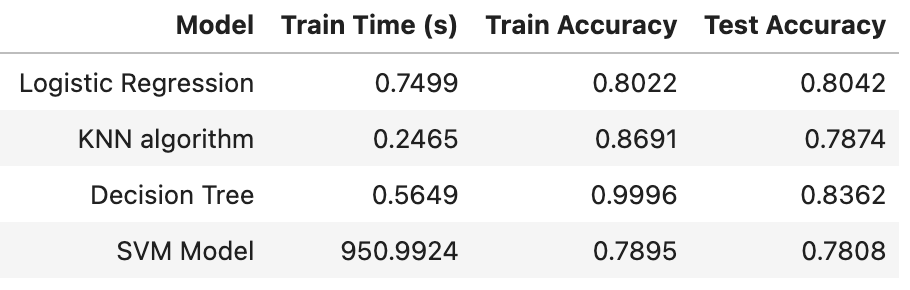 Model Train Time (s) Train Accuracy Test Accuracy
Logistic Regression 0.7499 0.8022 0.8042
KNN algorithm 0.2465 0.8691 0.7874
Decision Tree 0.5649 0.9996 0.8362
SVM Model 950.9924 0.7895 0.7808